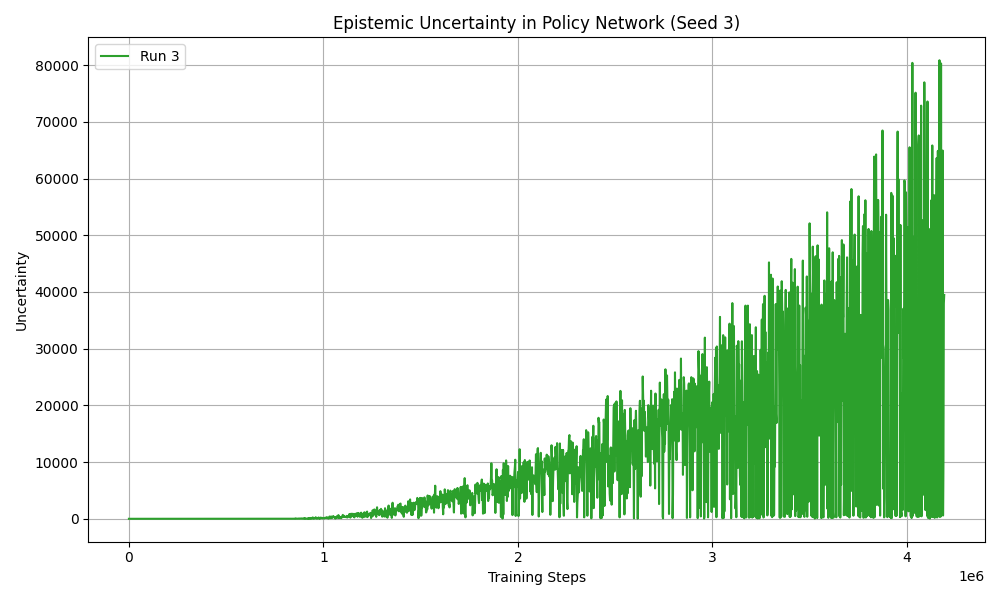 Epistemic Uncertainty in Policy Network (Seed 3)
Run 3
Uncertainty
80000
70000
60000
50000
40000
30000
20000
10000
0
0 1 2 3 4
1e6
Training Steps